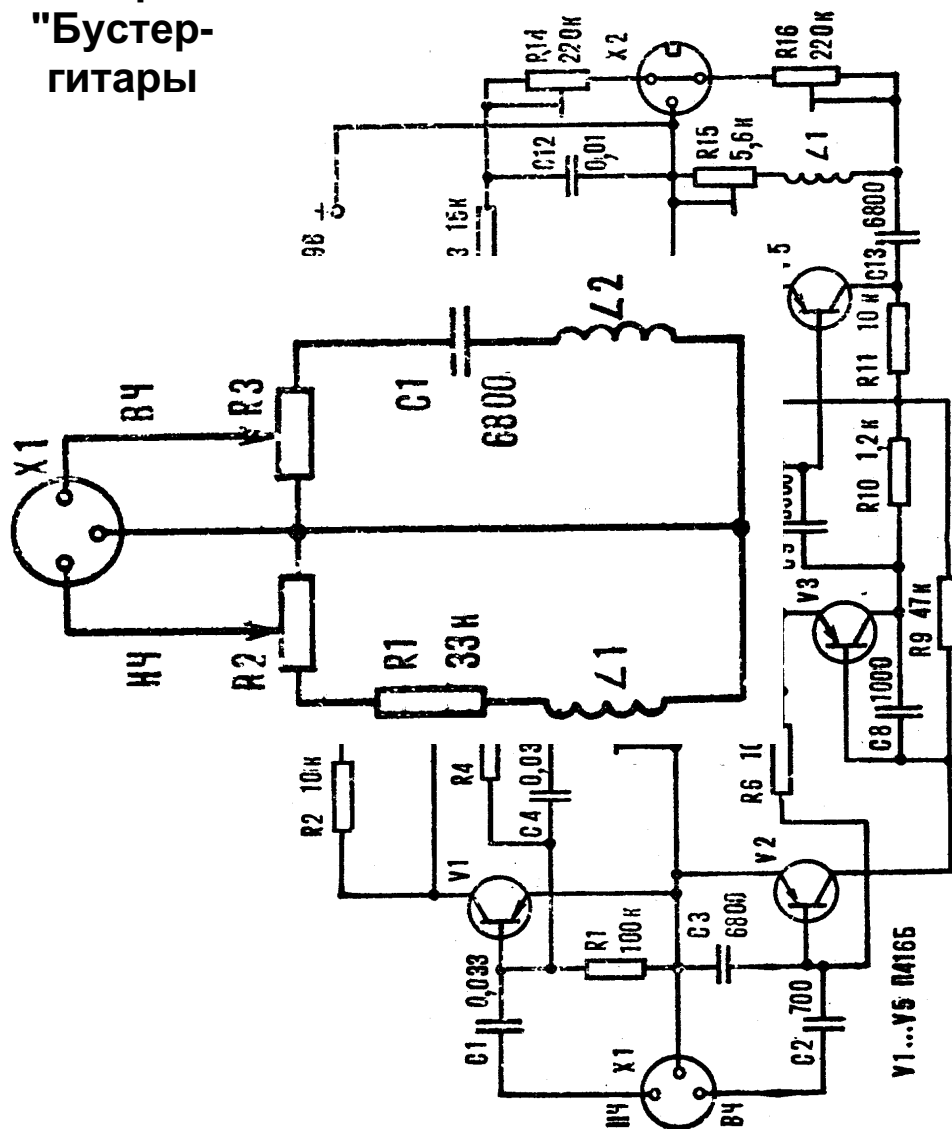 "Бустер-
гитары
R14
220к
X2
R16
220к
C12
0,01
R15
5,6к
L1
9В
3 15к
C13
6800
5
L2
C1
6800
R3
ВЧ
X1
R11
10к
R10
1,2к
C9
V3
R9 47к
НЧ
R2
R1
33к
L1
C8 1000
R2 10к
R4
C4
0,03
R6
V1
V2
R1
100к
C3
6800
C1
0,033
C2
700
X1
НЧ
ВЧ
V1...V5 П416Б